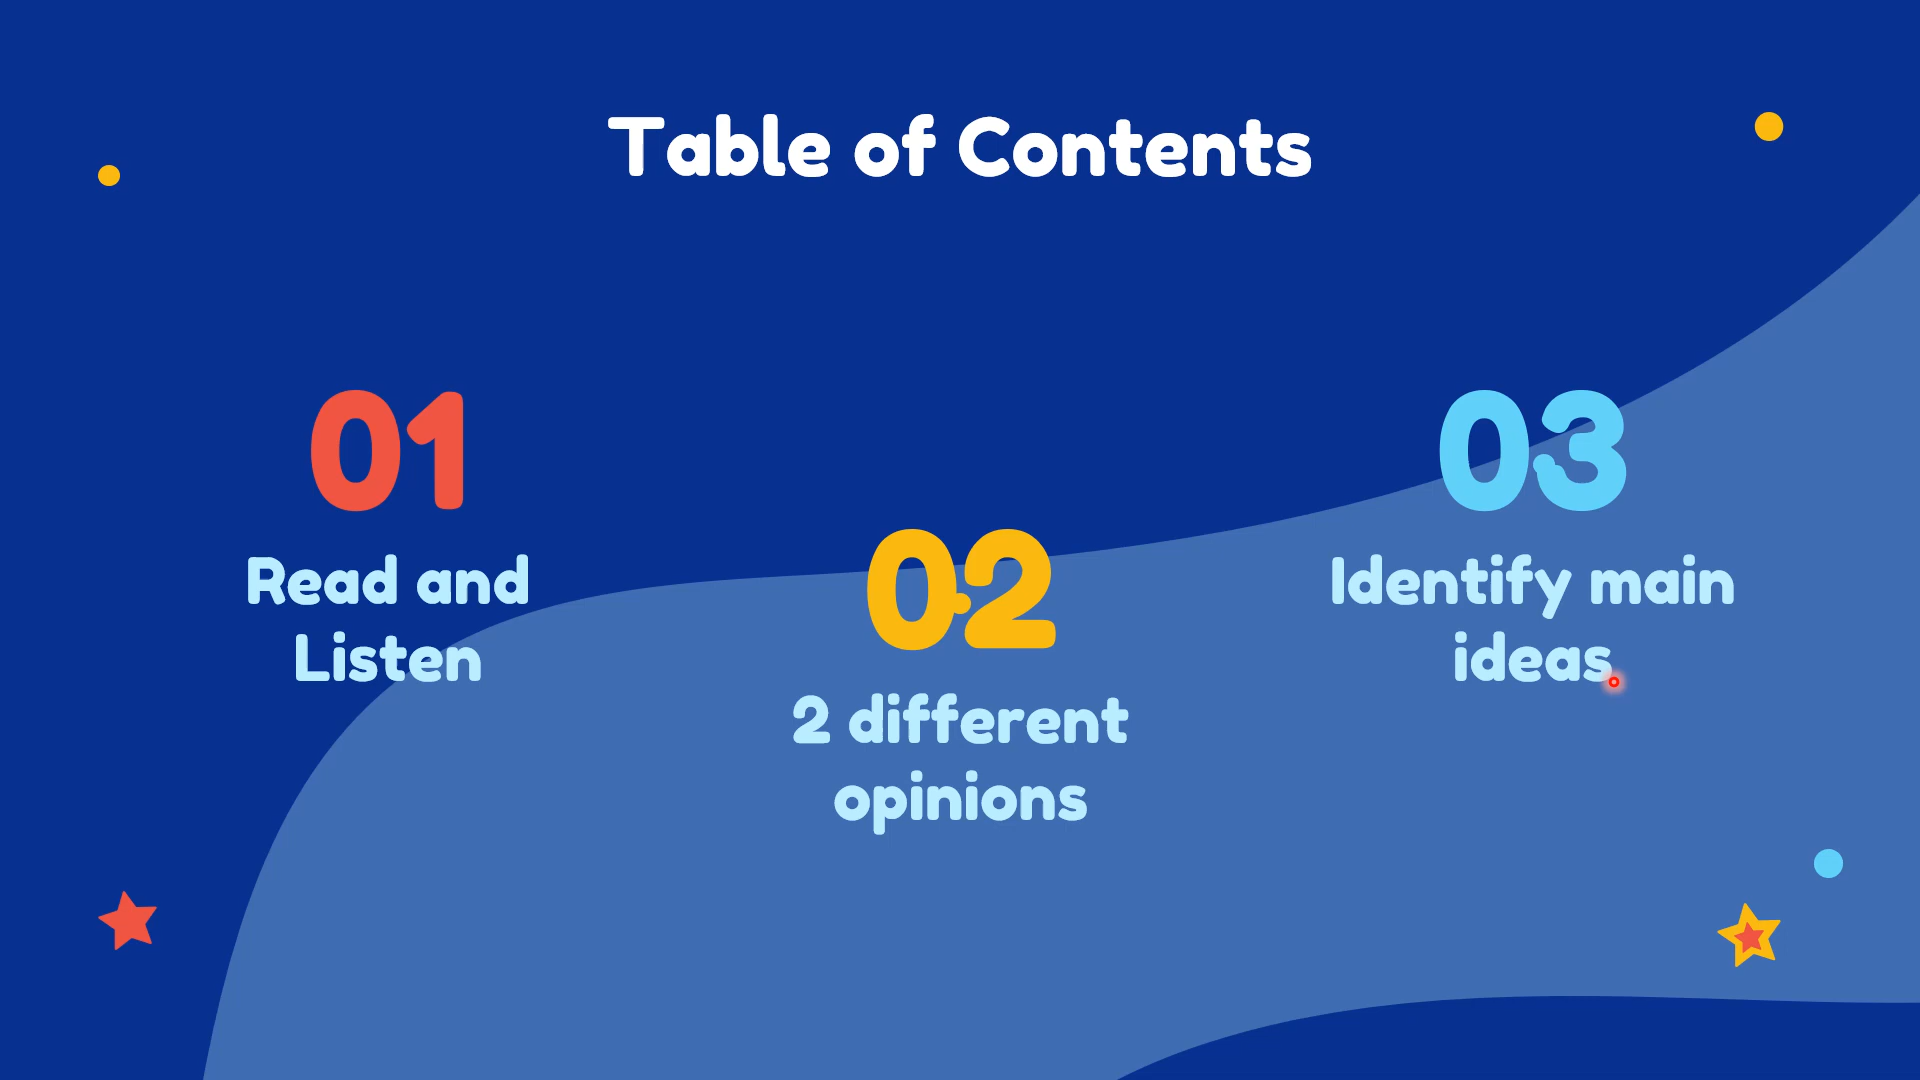 Table of Contents
01
Read and
Listen
02
2 different
opinions
03
Identify main
ideas